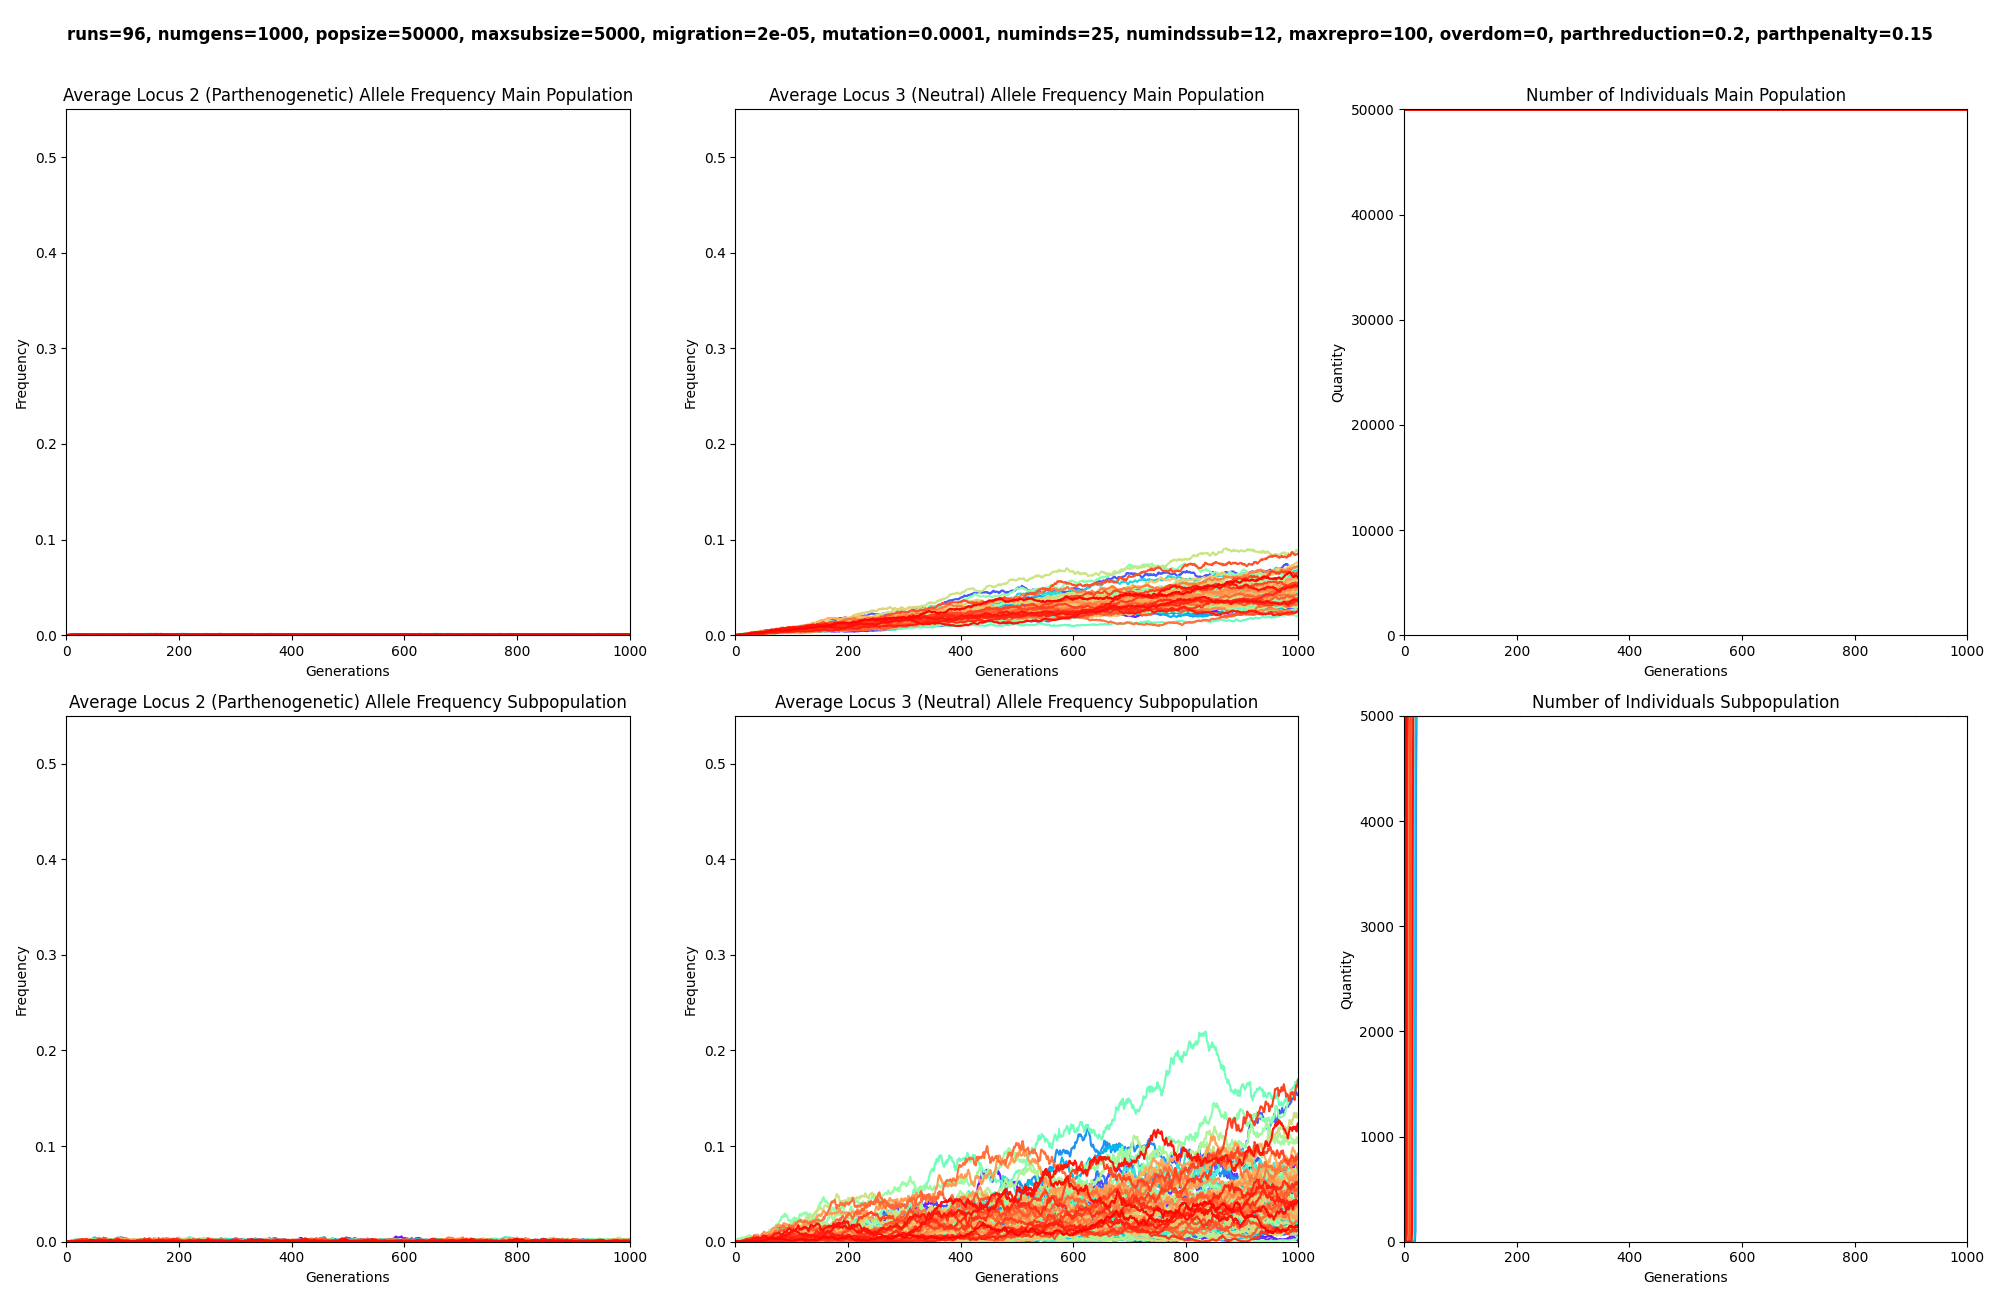 runs=96, numgens=1000, popsize=50000, maxsubsize=5000, migration=2e-05, mutation=0.0001, numinds=25, numindssub=12, maxrepro=100, overdom=0, parthreduction=0.2, parthpenalty=0.15
Average Locus 2 (Parthenogenetic) Allele Frequency Main Population
Frequency
0.5
0.4
0.3
0.2
0.1
0.0
0 200 400 600 800 1000
Generations
Average Locus 3 (Neutral) Allele Frequency Main Population
Frequency
0.5
0.4
0.3
0.2
0.1
0.0
0 200 400 600 800 1000
Generations
Number of Individuals Main Population
Quantity
50000
40000
30000
20000
10000
0
0 200 400 600 800 1000
Generations
Average Locus 2 (Parthenogenetic) Allele Frequency Subpopulation
Frequency
0.5
0.4
0.3
0.2
0.1
0.0
0 200 400 600 800 1000
Generations
Average Locus 3 (Neutral) Allele Frequency Subpopulation
Frequency
0.5
0.4
0.3
0.2
0.1
0.0
0 200 400 600 800 1000
Generations
Number of Individuals Subpopulation
Quantity
5000
4000
3000
2000
1000
0
0 200 400 600 800 1000
Generations